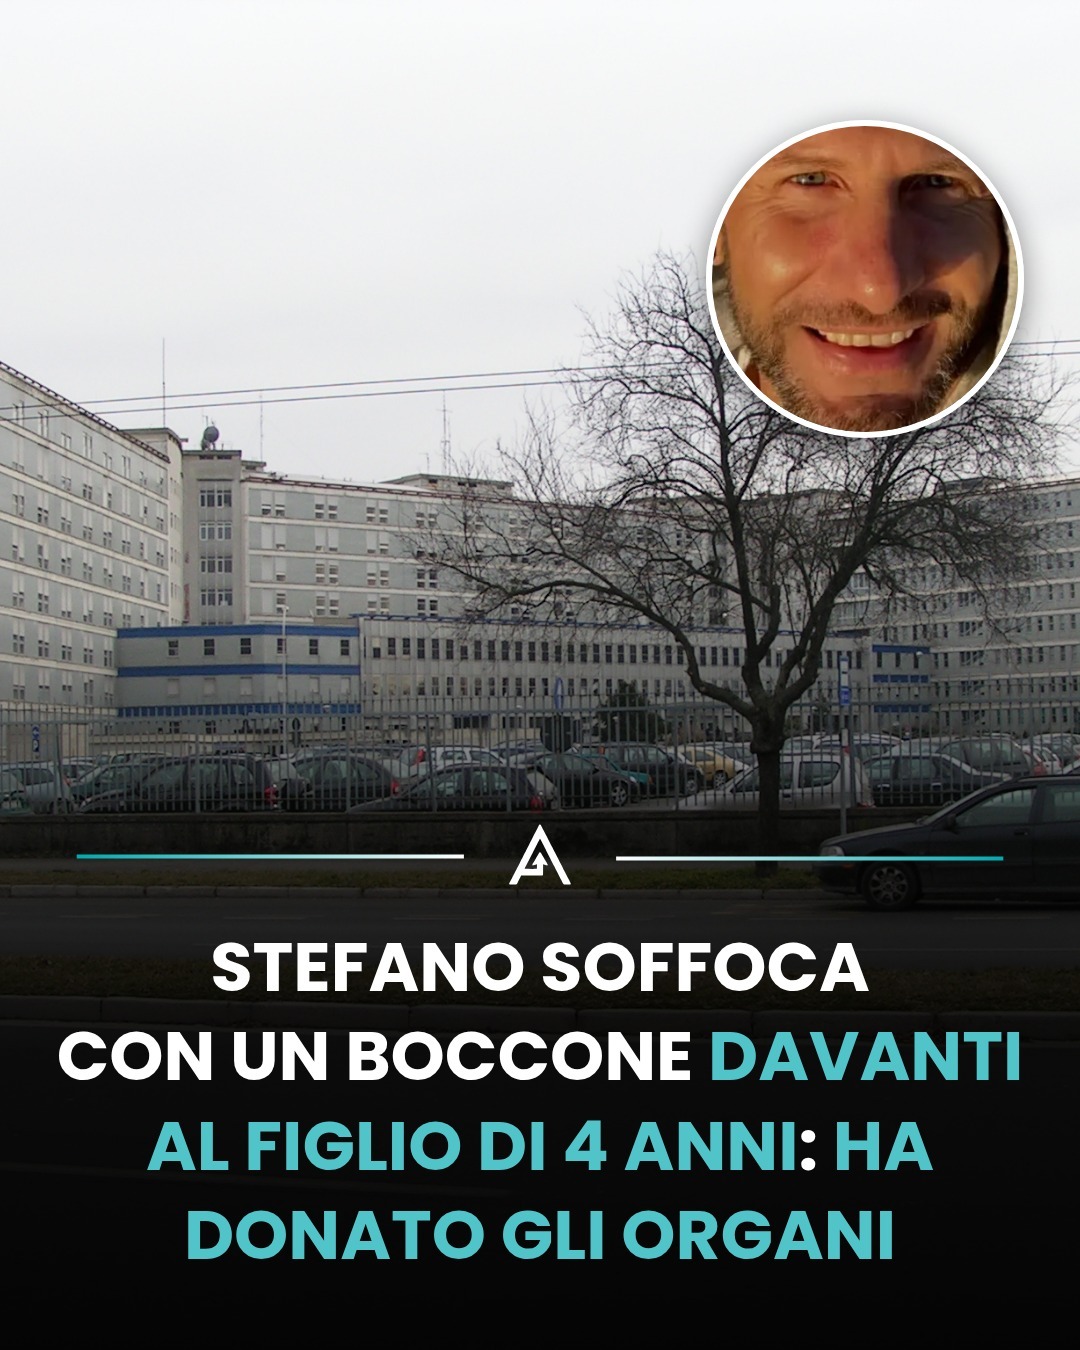 STEFANO SOFFOCA
CON UN BOCCONE DAVANTI
AL FIGLIO DI 4 ANNI: HA
DONATO GLI ORGANI